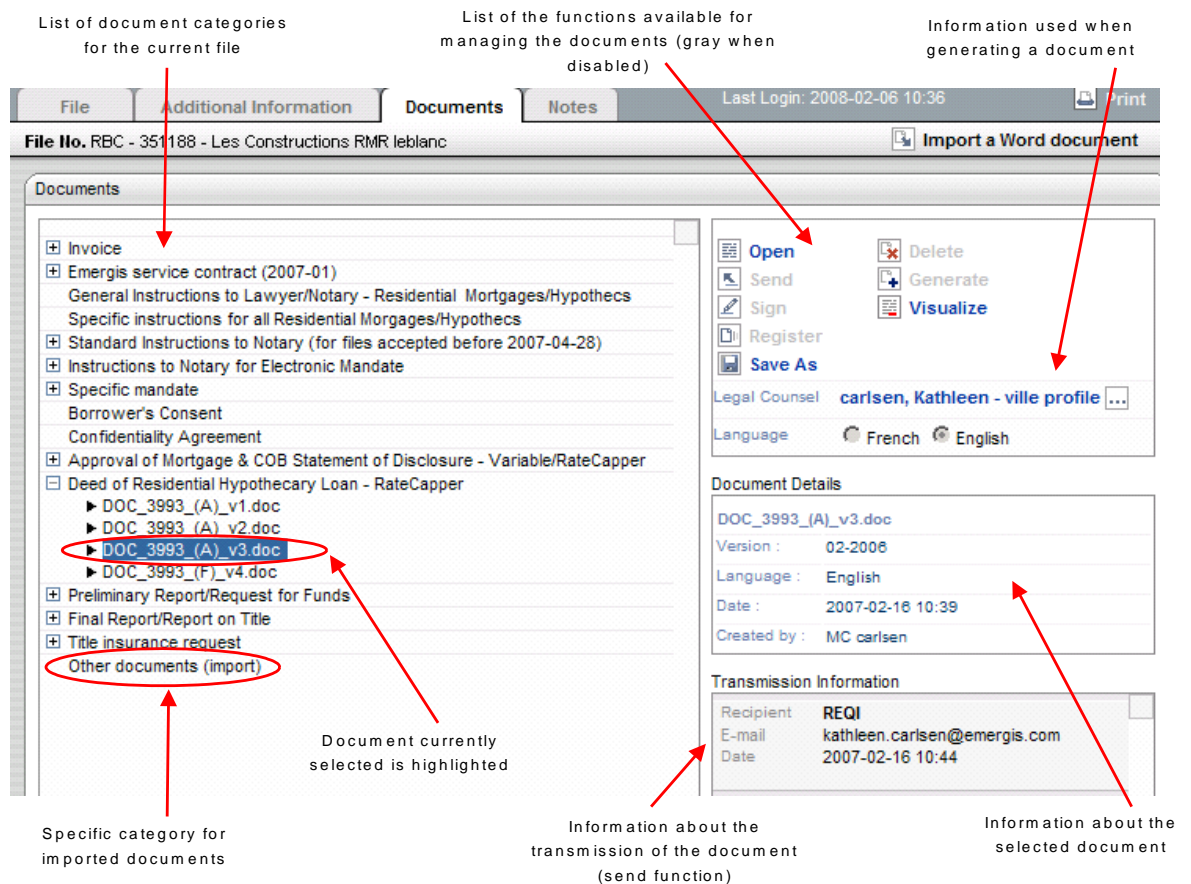 List of document categories
for the current file
List of the functions available for
managing the documents (gray when
disabled)
Information used when
generating a document
File
Additional Information
Documents
Notes
Last Login: 2008-02-06 10:36
Print
File No. RBC - 351188 - Les Constructions RMR leblanc
Import a Word document
Documents
Invoice
Emergis service contract (2007-01)
General Instructions to Lawyer/Notary - Residential Mortgages/Hypothecs
Specific instructions for all Residential Morgages/Hypothecs
Standard Instructions to Notary (for files accepted before 2007-04-28)
Instructions to Notary for Electronic Mandate
Specific mandate
Borrower's Consent
Confidentiality Agreement
Approval of Mortgage & COB Statement of Disclosure - Variable/RateCapper
Deed of Residential Hypothecary Loan - RateCapper
DOC_3993_(A)_v1.doc
DOC_3993_(A)_v2.doc
DOC_3993_(A)_v3.doc
DOC_3993_(F)_v4.doc
Preliminary Report/Request for Funds
Final Report/Report on Title
Title insurance request
Other documents (import)
Open
Delete
Send
Generate
Sign
Visualize
Register
Save As
Legal Counsel carlsen, Kathleen - ville profile ...
Language French English
Document Details
DOC_3993_(A)_v3.doc
Version : 02-2006
Language : English
Date : 2007-02-16 10:39
Created by : MC carlsen
Transmission Information
Recipient REQI
E-mail kathleen.carlsen@emergis.com
Date 2007-02-16 10:44
Document currently
selected is highlighted
Specific category for
imported documents
Information about the
transmission of the document
(send function)
Information about the
selected document